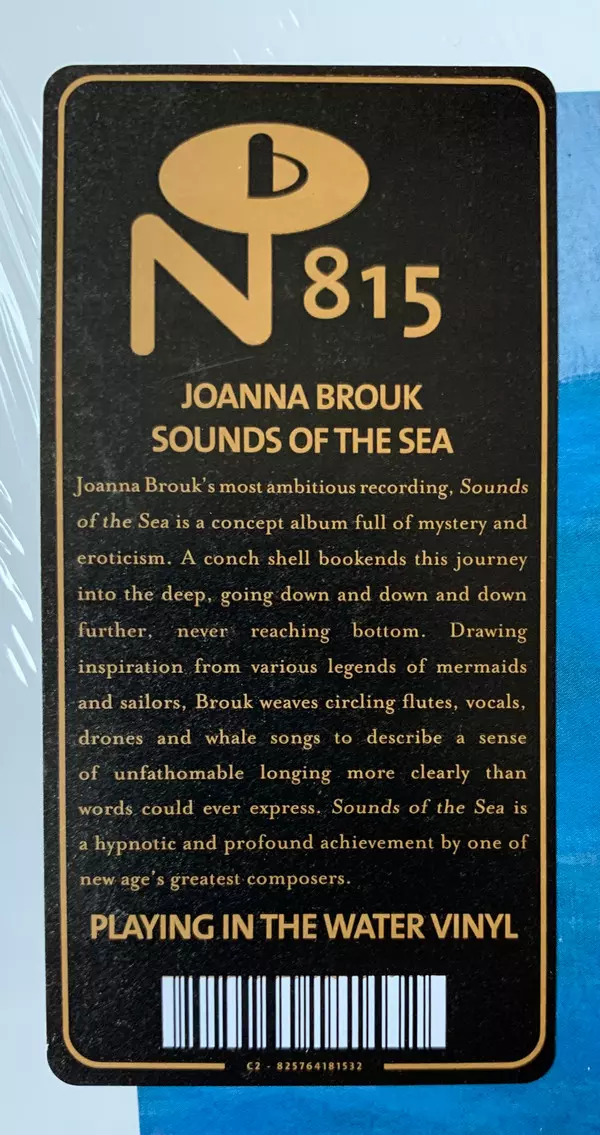 N 815
JOANNA BROUK
SOUNDS OF THE SEA
Joanna Brouk's most ambitious recording, Sounds
of the Sea is a concept album full of mystery and
eroticism. A conch shell bookends this journey
into the deep, going down and down and down
further, never reaching bottom. Drawing
inspiration from various legends of mermaids
and sailors, Brouk weaves circling flutes, vocals,
drones and whale songs to describe a sense
of unfathomable longing more clearly than
words could ever express. Sounds of the Sea is
a hypnotic and profound achievement by one of
new age's greatest composers.
PLAYING IN THE WATER VINYL
C2 - 825764181532